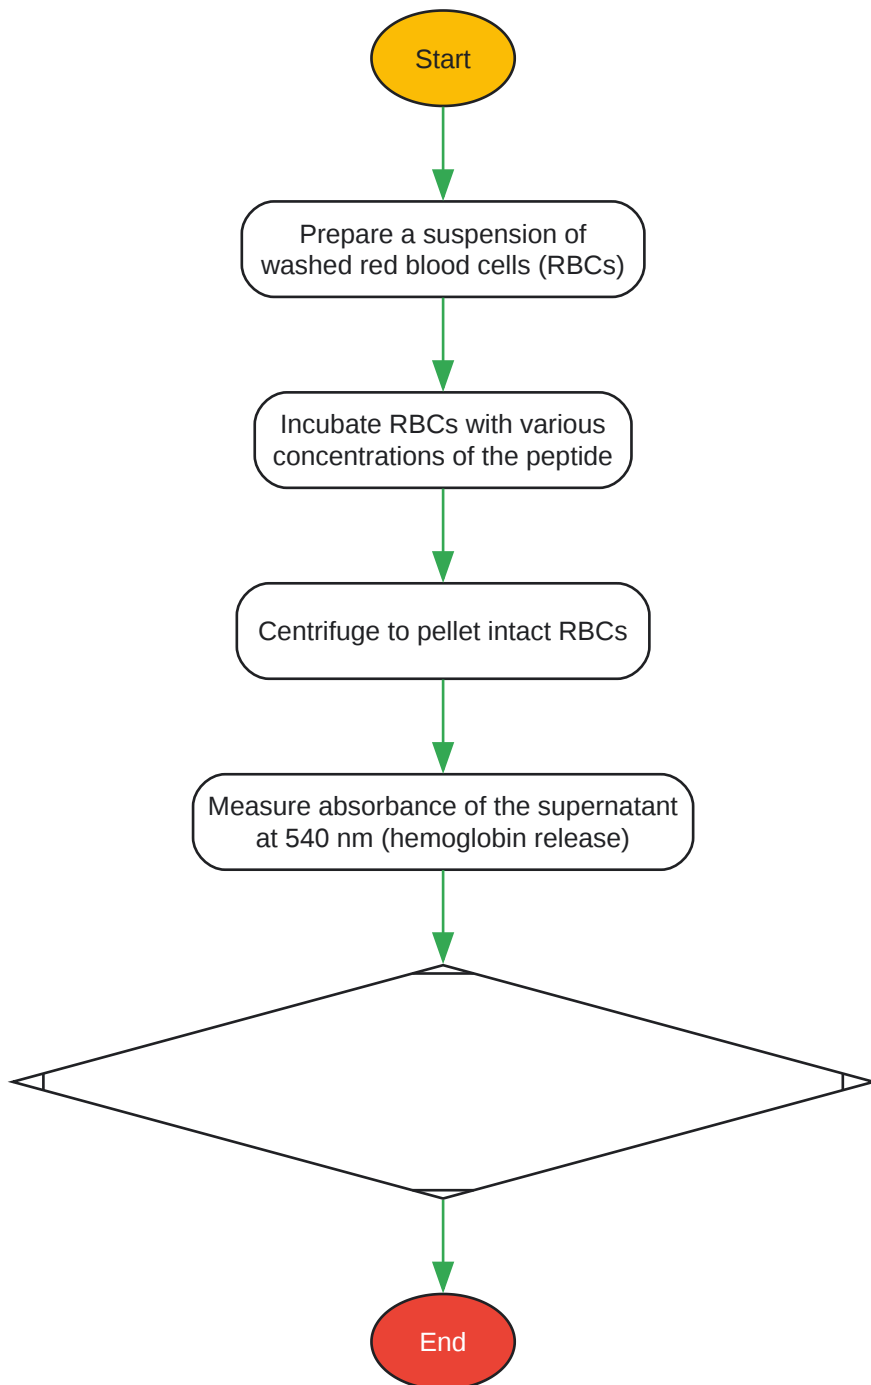 Start
Prepare a suspension of
washed red blood cells (RBCs)
Incubate RBCs with various
concentrations of the peptide
Centrifuge to pellet intact RBCs
Measure absorbance of the supernatant
at 540 nm (hemoglobin release)
End